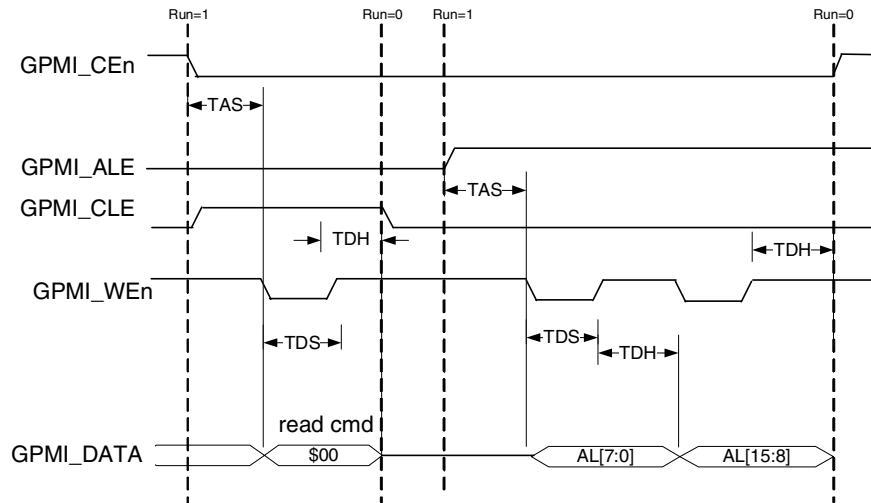 Run=1 Run=0 Run=1 Run=0
GPMI_CEn
TAS
GPMI_ALE
TAS
GPMI_CLE
TDH
TDH
GPMI_WEn
TDS TDS
TDH
read cmd
GPMI_DATA $00 AL[7:0] AL[15:8]